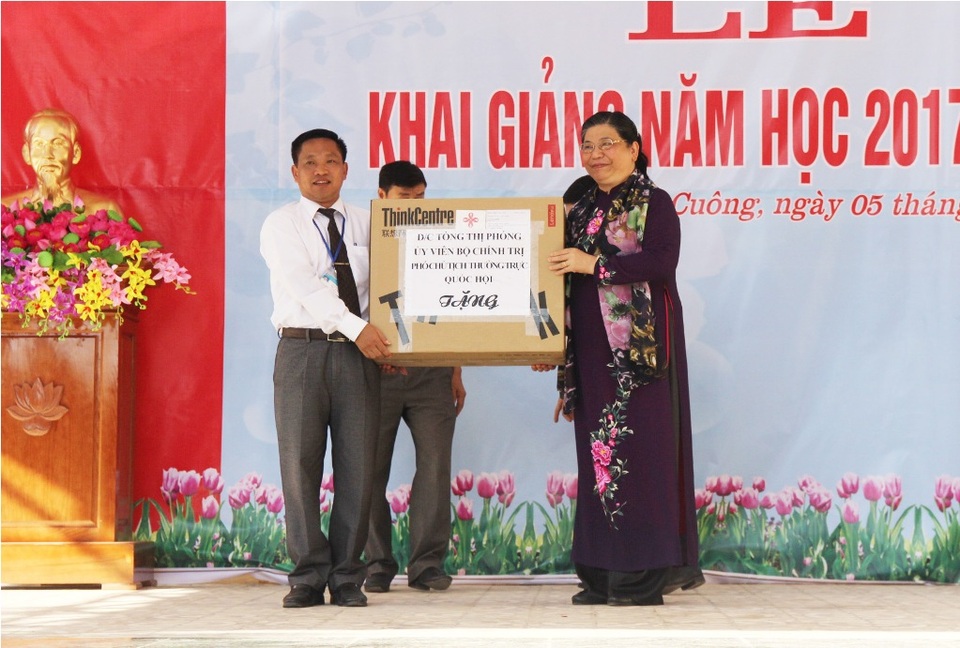 LỄ
KHAI GIẢNG NĂM HỌC 2017
Cuông, ngày 05 tháng
ThinkCentre
Đ/C TÒNG THỊ PHÓNG
ỦY VIÊN BỘ CHÍNH TRỊ
PHÓ CHỦ TỊCH THƯỜNG TRỰC
QUỐC HỘI
TẶNG